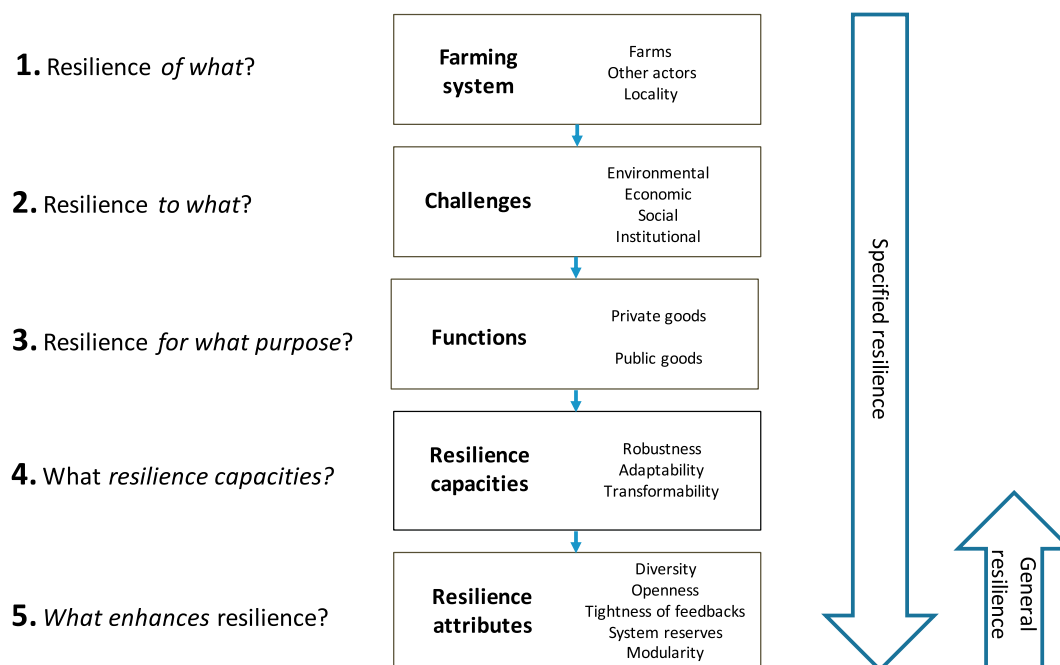 1. Resilience of what?
Farming
system
Farms
Other actors
Locality
2. Resilience to what?
Challenges
Environmental
Economic
Social
Institutional
3. Resilience for what purpose?
Functions
Private goods
Public goods
4. What resilience capacities?
Resilience
capacities
Robustness
Adaptability
Transformability
5. What enhances resilience?
Resilience
attributes
Diversity
Openness
Tightness of feedbacks
System reserves
Modularity
Specified resilience
General
resilience